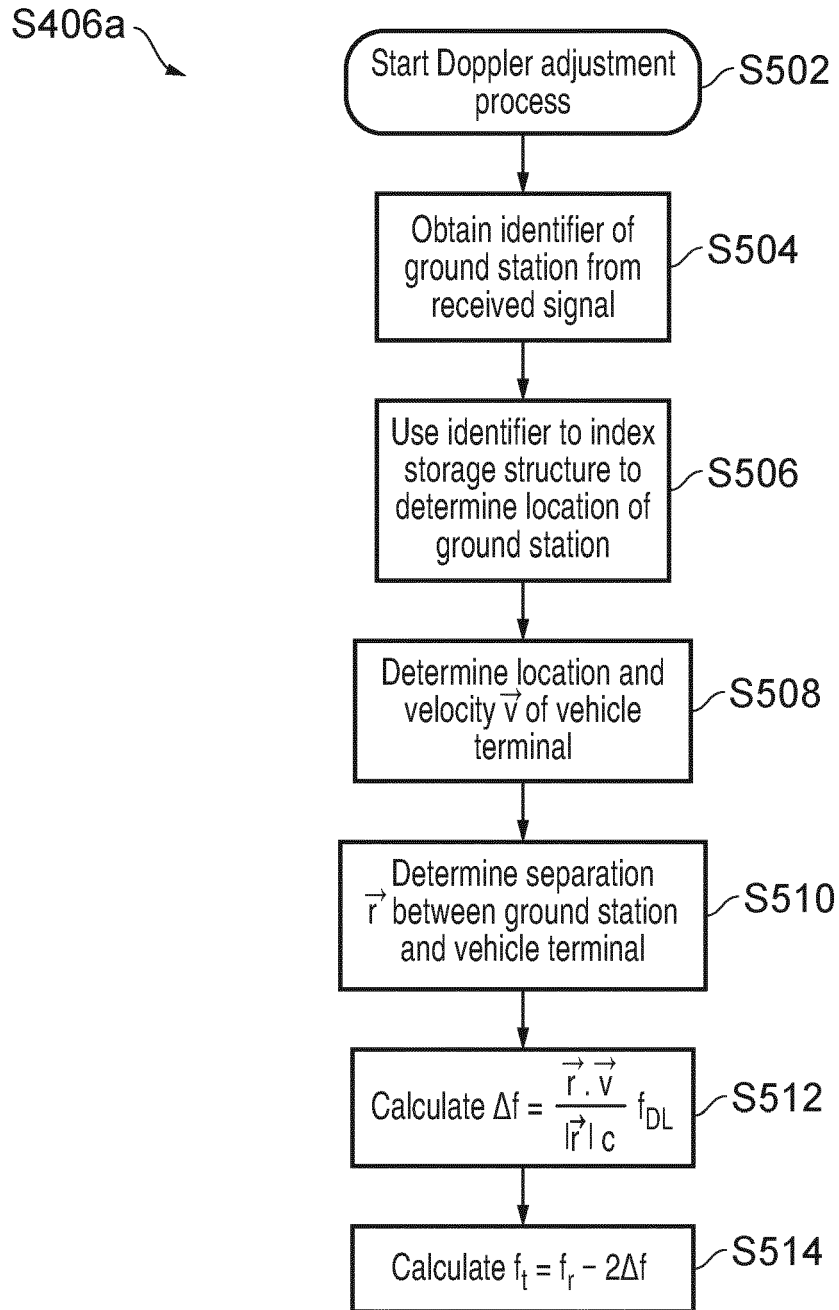 S406a
Start Doppler adjustment
process
S502
Obtain identifier of
ground station from
received signal
S504
Use identifier to index
storage structure to
determine location of
ground station
S506
Determine location and
velocity v⃗ of vehicle
terminal
S508
Determine separation
r⃗ between ground station
and vehicle terminal
S510
Calculate Δf = (r⃗ . v⃗) / (|r⃗| c) f_DL
S512
Calculate f_t = f_r − 2Δf
S514